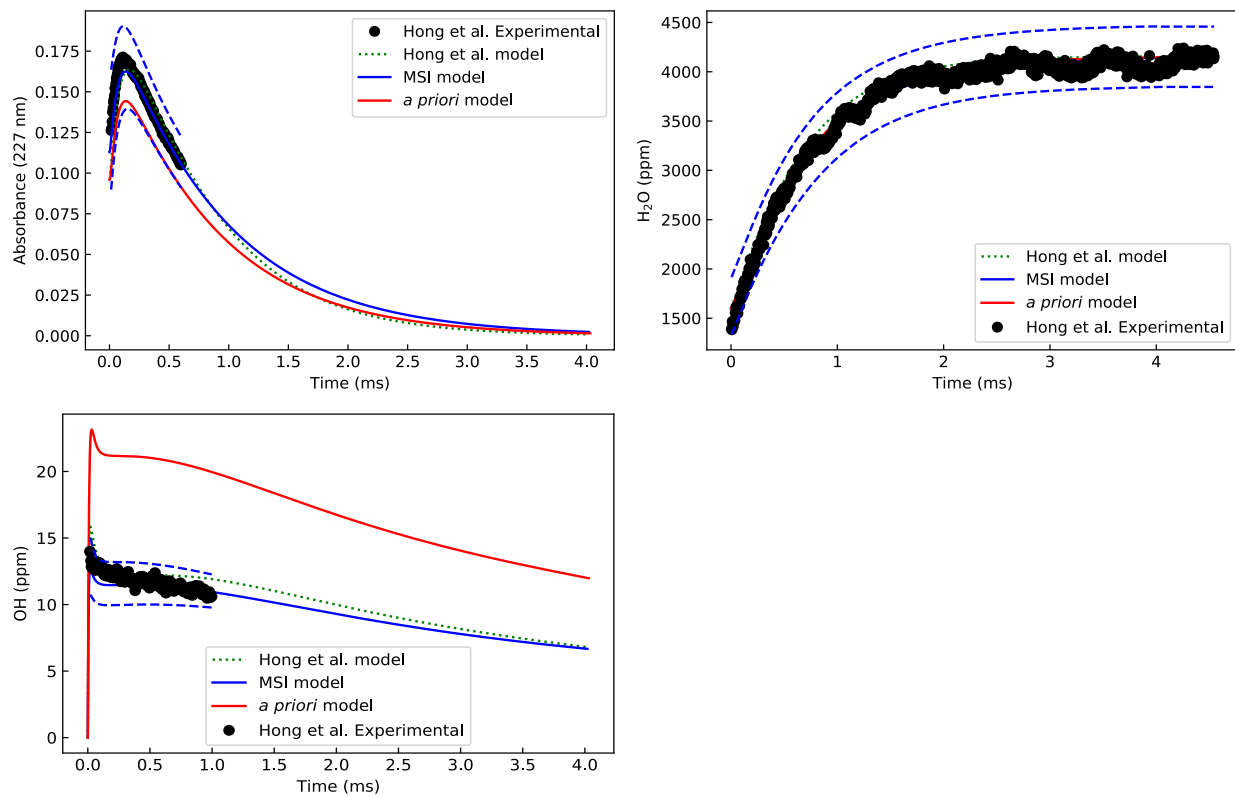 Absorbance (227 nm)
0.175
0.150
0.125
0.100
0.075
0.050
0.025
0.000
Hong et al. Experimental
Hong et al. model
MSI model
a priori model
0.0 0.5 1.0 1.5 2.0 2.5 3.0 3.5 4.0
Time (ms)
H₂O (ppm)
4500
4000
3500
3000
2500
2000
1500
Hong et al. model
MSI model
a priori model
Hong et al. Experimental
0 1 2 3 4
Time (ms)
OH (ppm)
20
15
10
5
0
Hong et al. model
MSI model
a priori model
Hong et al. Experimental
0.0 0.5 1.0 1.5 2.0 2.5 3.0 3.5 4.0
Time (ms)